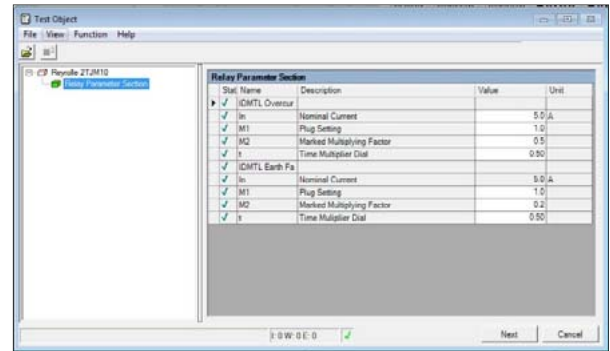 Test Object
File View Function Help
Reyrolle 2TJM10
Relay Parameter Section
Relay Parameter Section
Stat Name Description Value Unit
IDMTL Overcur
In Nominal Current 5.0 A
M1 Plug Setting 1.0
M2 Marked Multiplying Factor 0.5
t Time Multiplier Dial 0.50
IDMTL Earth Fa
In Nominal Current 5.0 A
M1 Plug Setting 1.0
M2 Marked Multiplying Factor 0.2
t Time Muliplier Dial 0.50
I: 0 W: 0 E: 0
Next Cancel